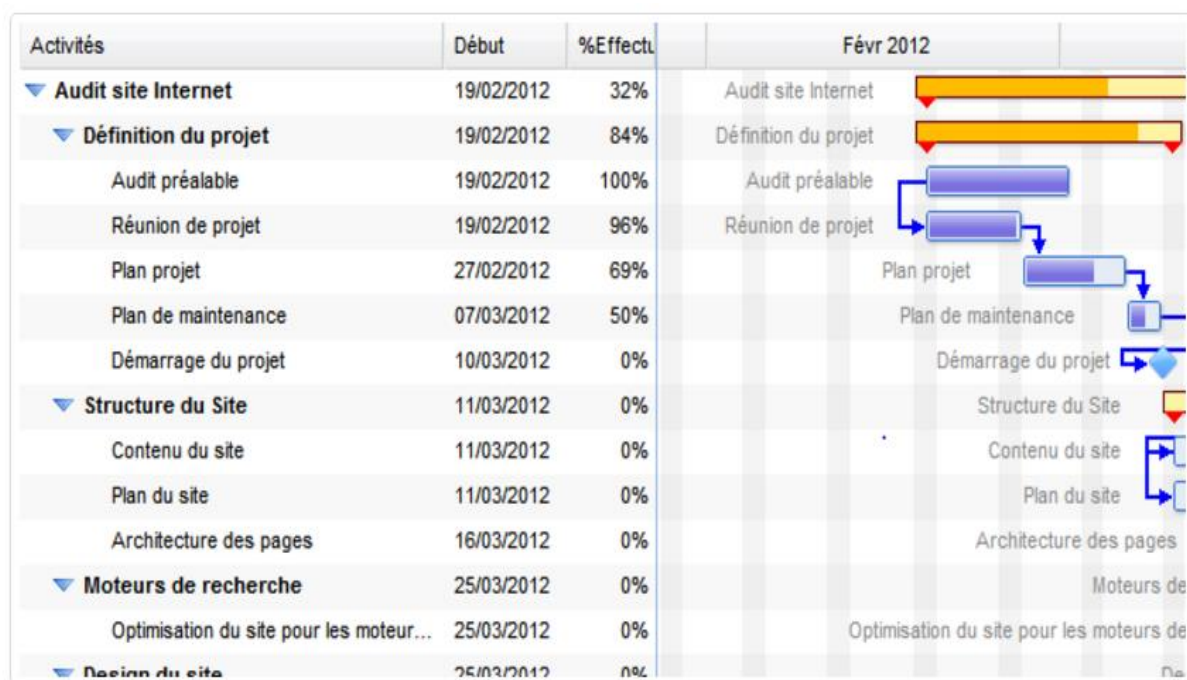 Activités Début %Effectu Févr 2012
Audit site Internet 19/02/2012 32% Audit site Internet
Définition du projet 19/02/2012 84% Définition du projet
Audit préalable 19/02/2012 100% Audit préalable
Réunion de projet 19/02/2012 96% Réunion de projet
Plan projet 27/02/2012 69% Plan projet
Plan de maintenance 07/03/2012 50% Plan de maintenance
Démarrage du projet 10/03/2012 0% Démarrage du projet
Structure du Site 11/03/2012 0% Structure du Site
Contenu du site 11/03/2012 0% Contenu du site
Plan du site 11/03/2012 0% Plan du site
Architecture des pages 16/03/2012 0% Architecture des pages
Moteurs de recherche 25/03/2012 0% Moteurs de
Optimisation du site pour les moteur... 25/03/2012 0% Optimisation du site pour les moteurs de
Design du site 25/03/2012 0% De